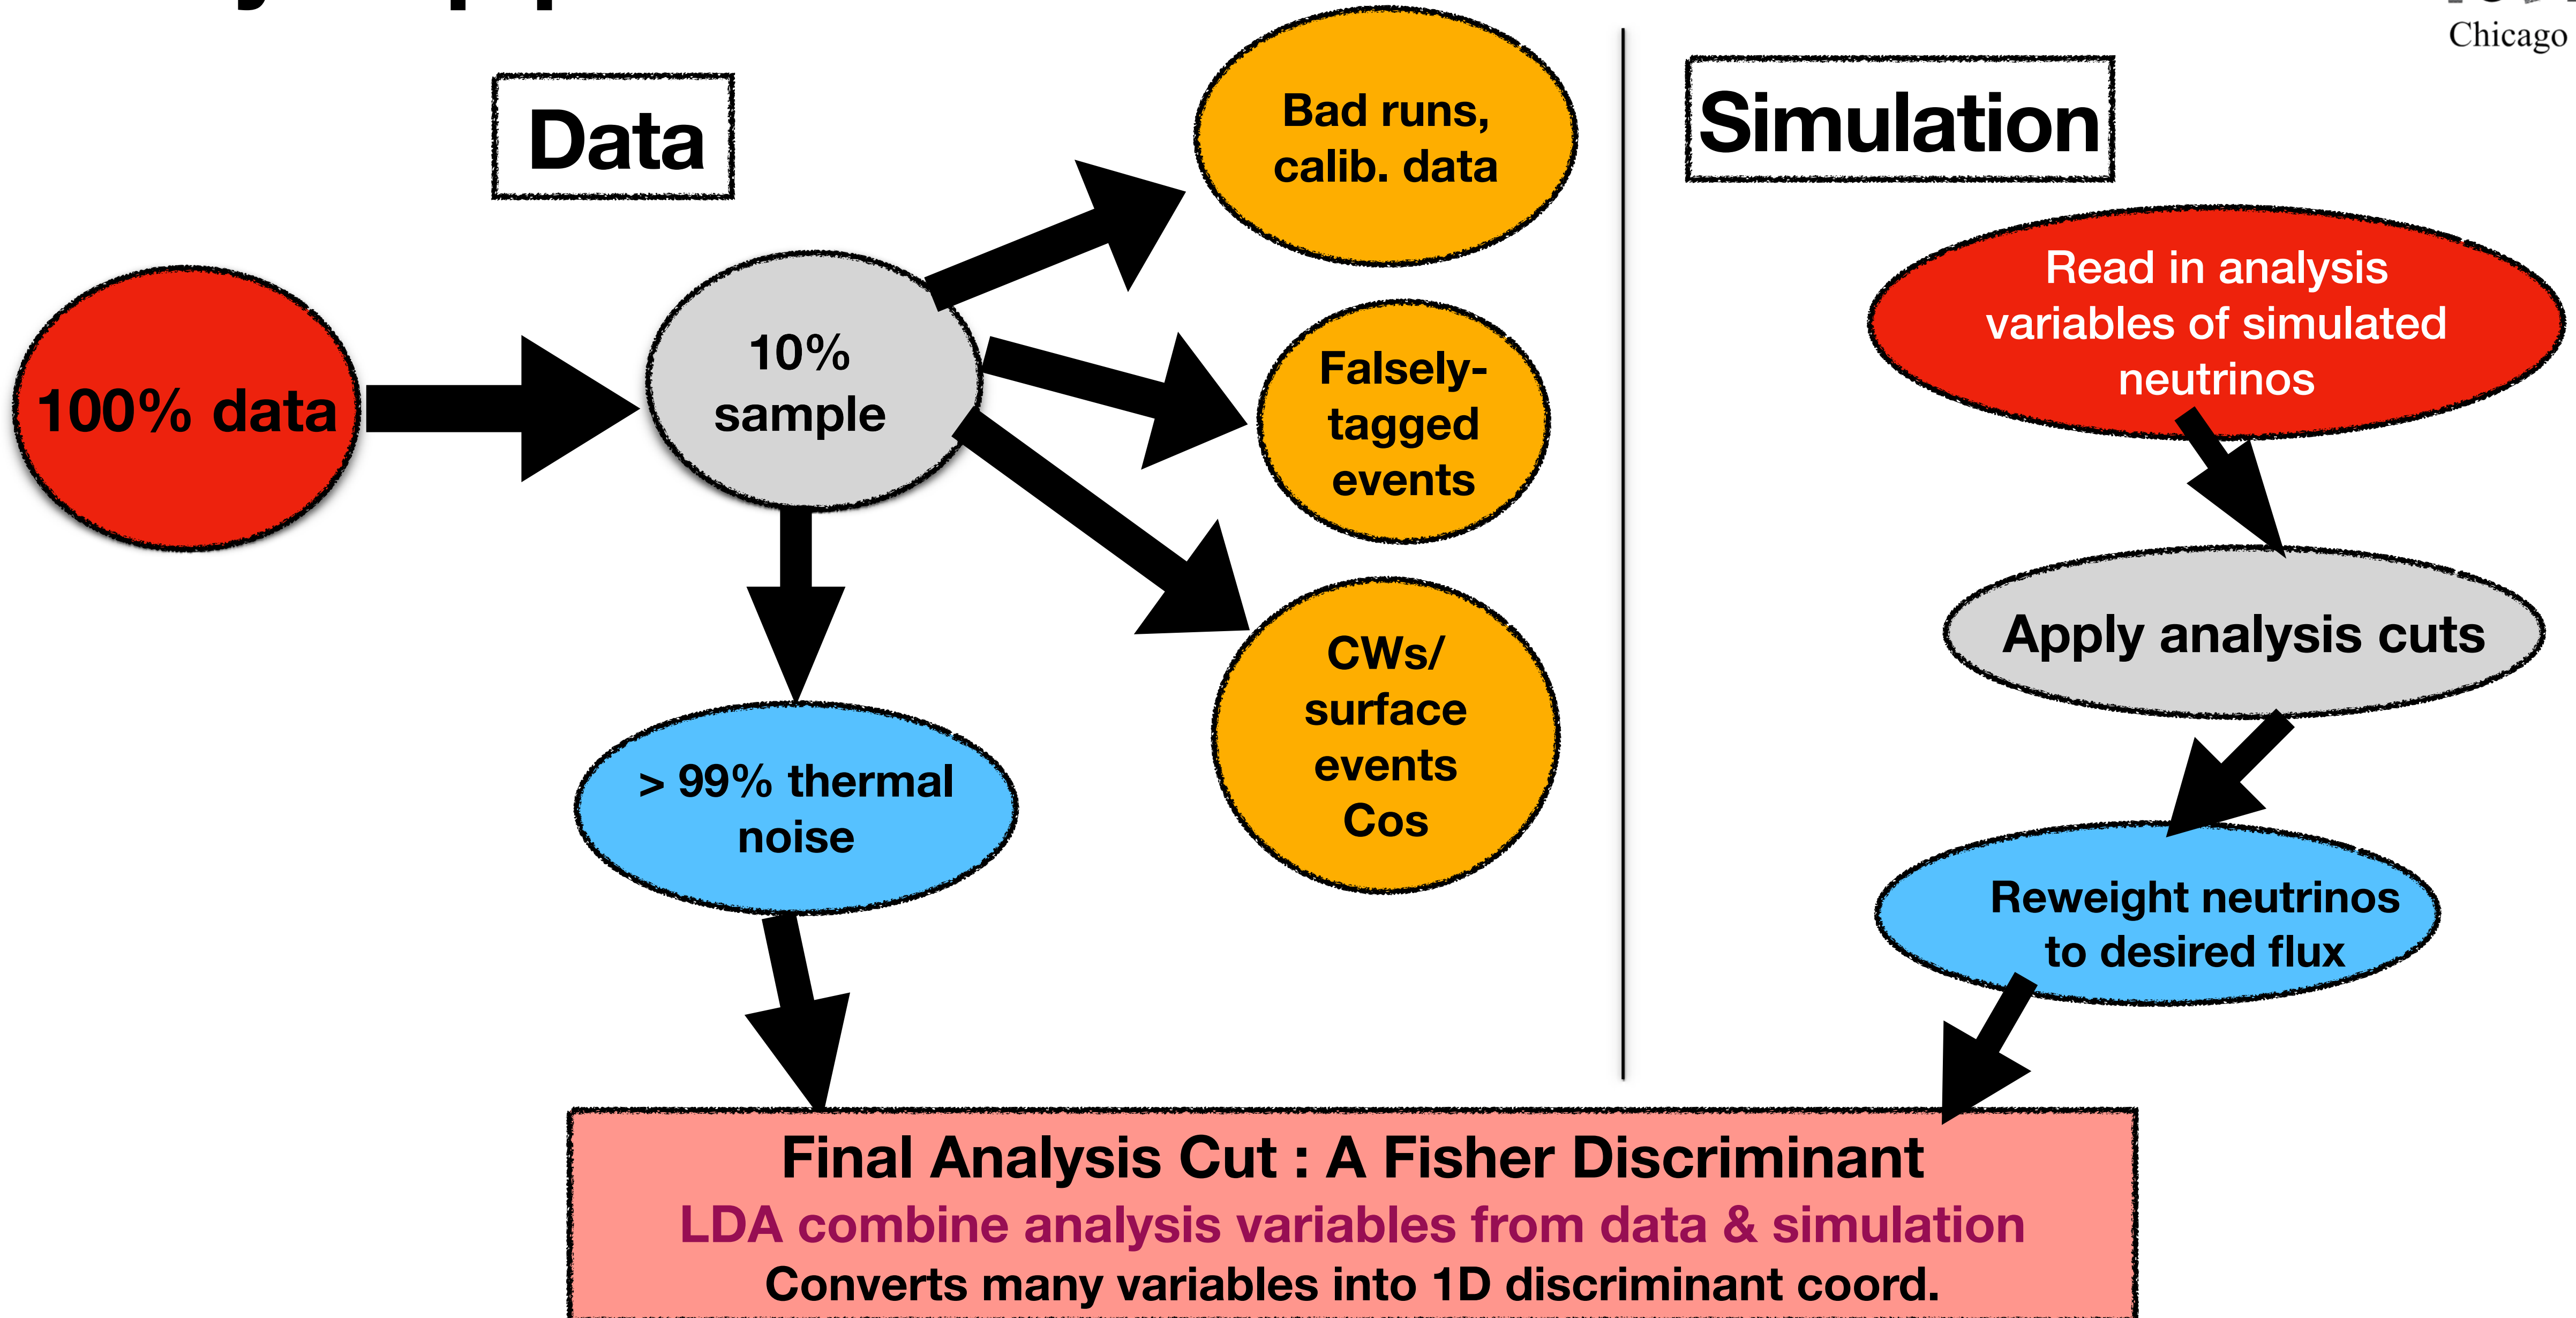 Chicago
Data
Simulation
Bad runs,
calib. data
100% data
10%
sample
Falsely-
tagged
events
CWs/
surface
events
Cos
> 99% thermal
noise
Read in analysis
variables of simulated
neutrinos
Apply analysis cuts
Reweight neutrinos
to desired flux
Final Analysis Cut : A Fisher Discriminant
LDA combine analysis variables from data & simulation
Converts many variables into 1D discriminant coord.